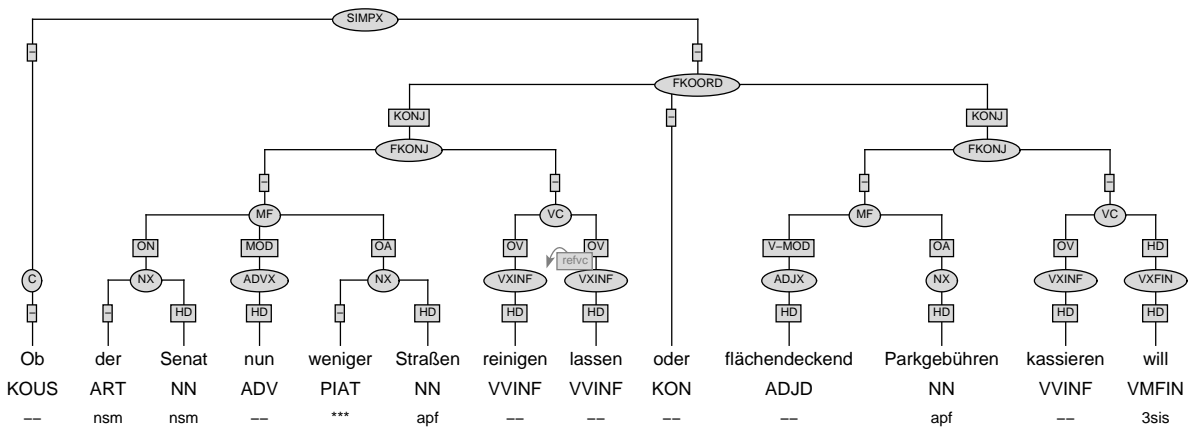 SIMPX
– –
FKOORD
KONJ – KONJ
FKONJ FKONJ
– – – –
MF VC MF VC
ON MOD OA OV refvc OV V–MOD OA OV HD
C NX ADVX NX VXINF VXINF ADJX NX VXINF VXFIN
– – HD HD – HD HD HD HD HD HD HD
Ob der Senat nun weniger Straßen reinigen lassen oder flächendeckend Parkgebühren kassieren will
KOUS ART NN ADV PIAT NN VVINF VVINF KON ADJD NN VVINF VMFIN
–– nsm nsm –– *** apf –– –– –– –– apf –– 3sis